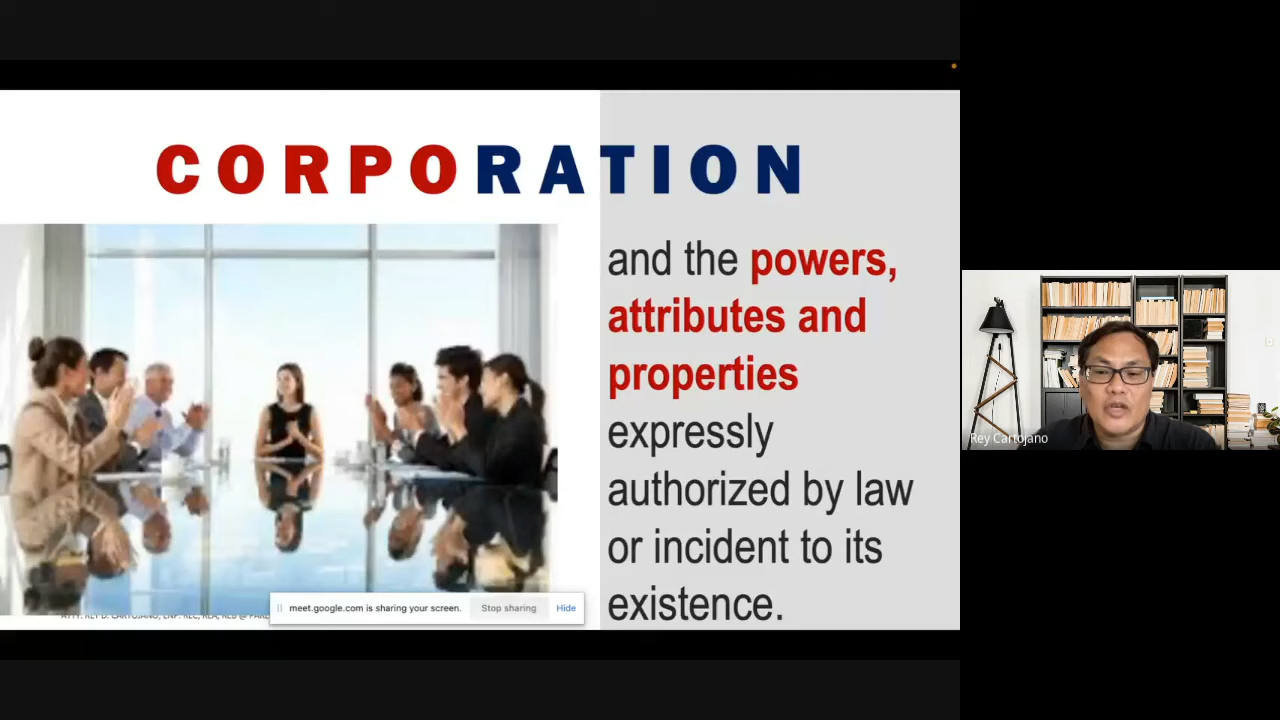 CORPORATION
and the powers,
attributes and
properties
expressly
authorized by law
or incident to its
existence.
meet.google.com is sharing your screen.
Stop sharing
Hide
Rey Cartojano